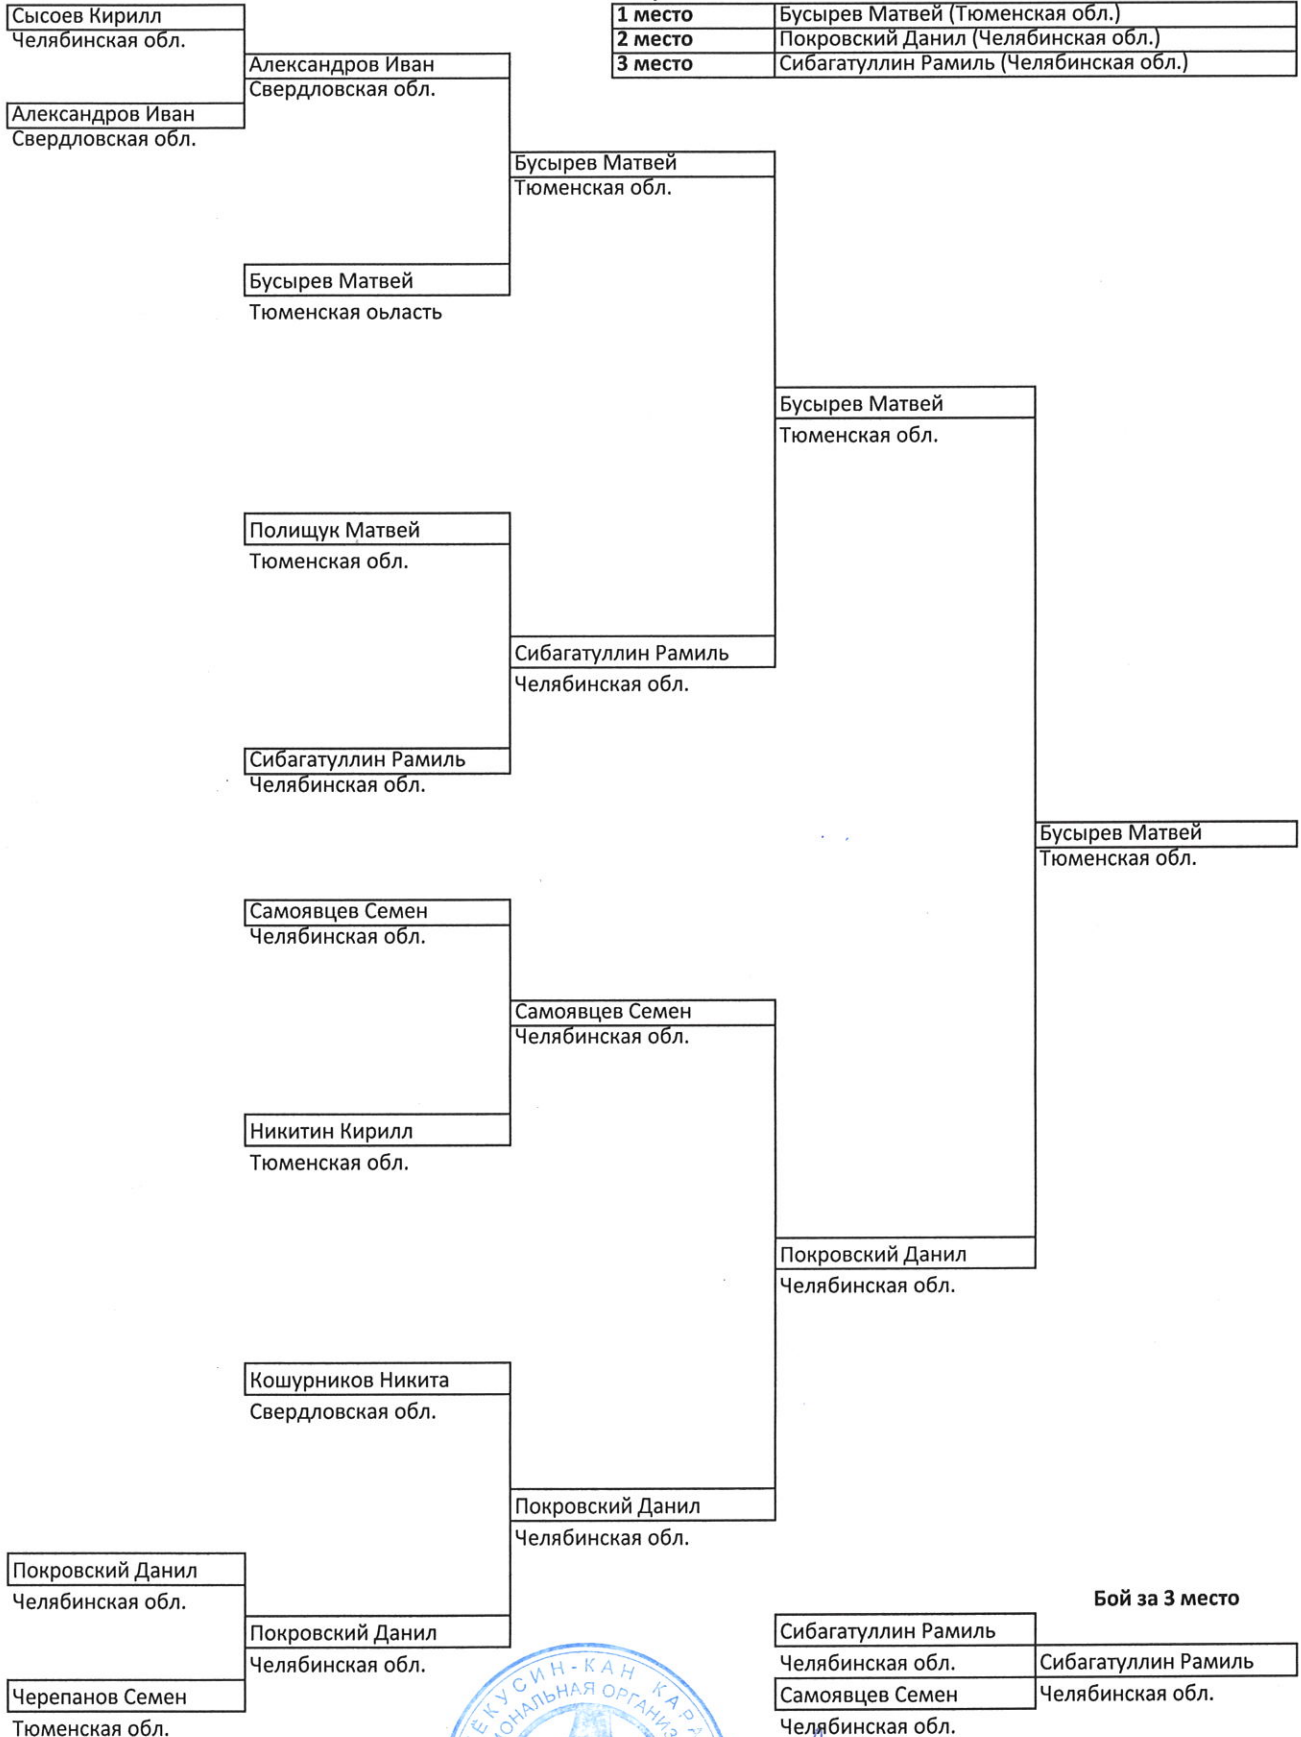 Сысоев Кирилл
Челябинская обл.
1 место Бусырев Матвей (Тюменская обл.)
2 место Покровский Данил (Челябинская обл.)
3 место Сибагатуллин Рамиль (Челябинская обл.)
Александров Иван
Свердловская обл.
Александров Иван
Свердловская обл.
Бусырев Матвей
Тюменская обл.
Бусырев Матвей
Тюменская оьласть
Бусырев Матвей
Тюменская обл.
Полищук Матвей
Тюменская обл.
Сибагатуллин Рамиль
Челябинская обл.
Сибагатуллин Рамиль
Челябинская обл.
Бусырев Матвей
Тюменская обл.
Самоявцев Семен
Челябинская обл.
Самоявцев Семен
Челябинская обл.
Никитин Кирилл
Тюменская обл.
Покровский Данил
Челябинская обл.
Кошурников Никита
Свердловская обл.
Покровский Данил
Челябинская обл.
Покровский Данил
Челябинская обл.
Бой за 3 место
Покровский Данил
Челябинская обл.
Сибагатуллин Рамиль
Челябинская обл.
Сибагатуллин Рамиль
Челябинская обл.
Черепанов Семен
Тюменская обл.
Самоявцев Семен
Челябинская обл.